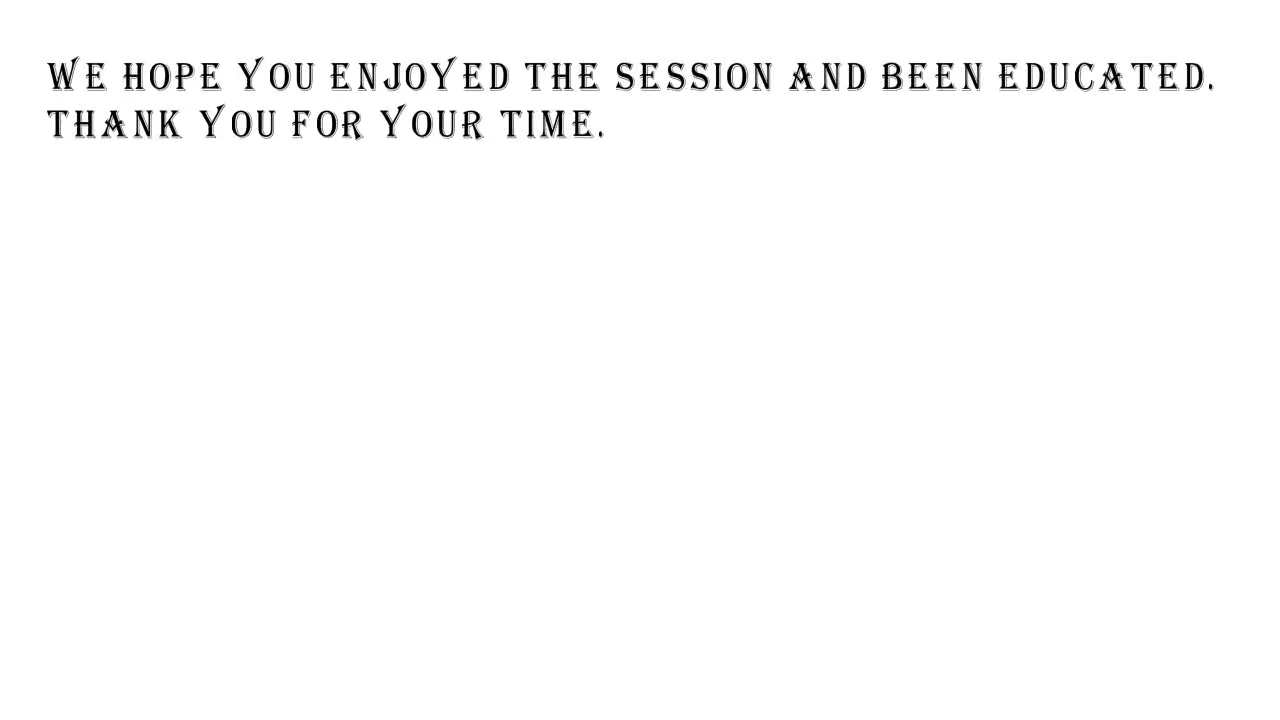 WE HOPE YOU ENJOYED THE SESSION AND BEEN EDUCATED.
THANK YOU FOR YOUR TIME.